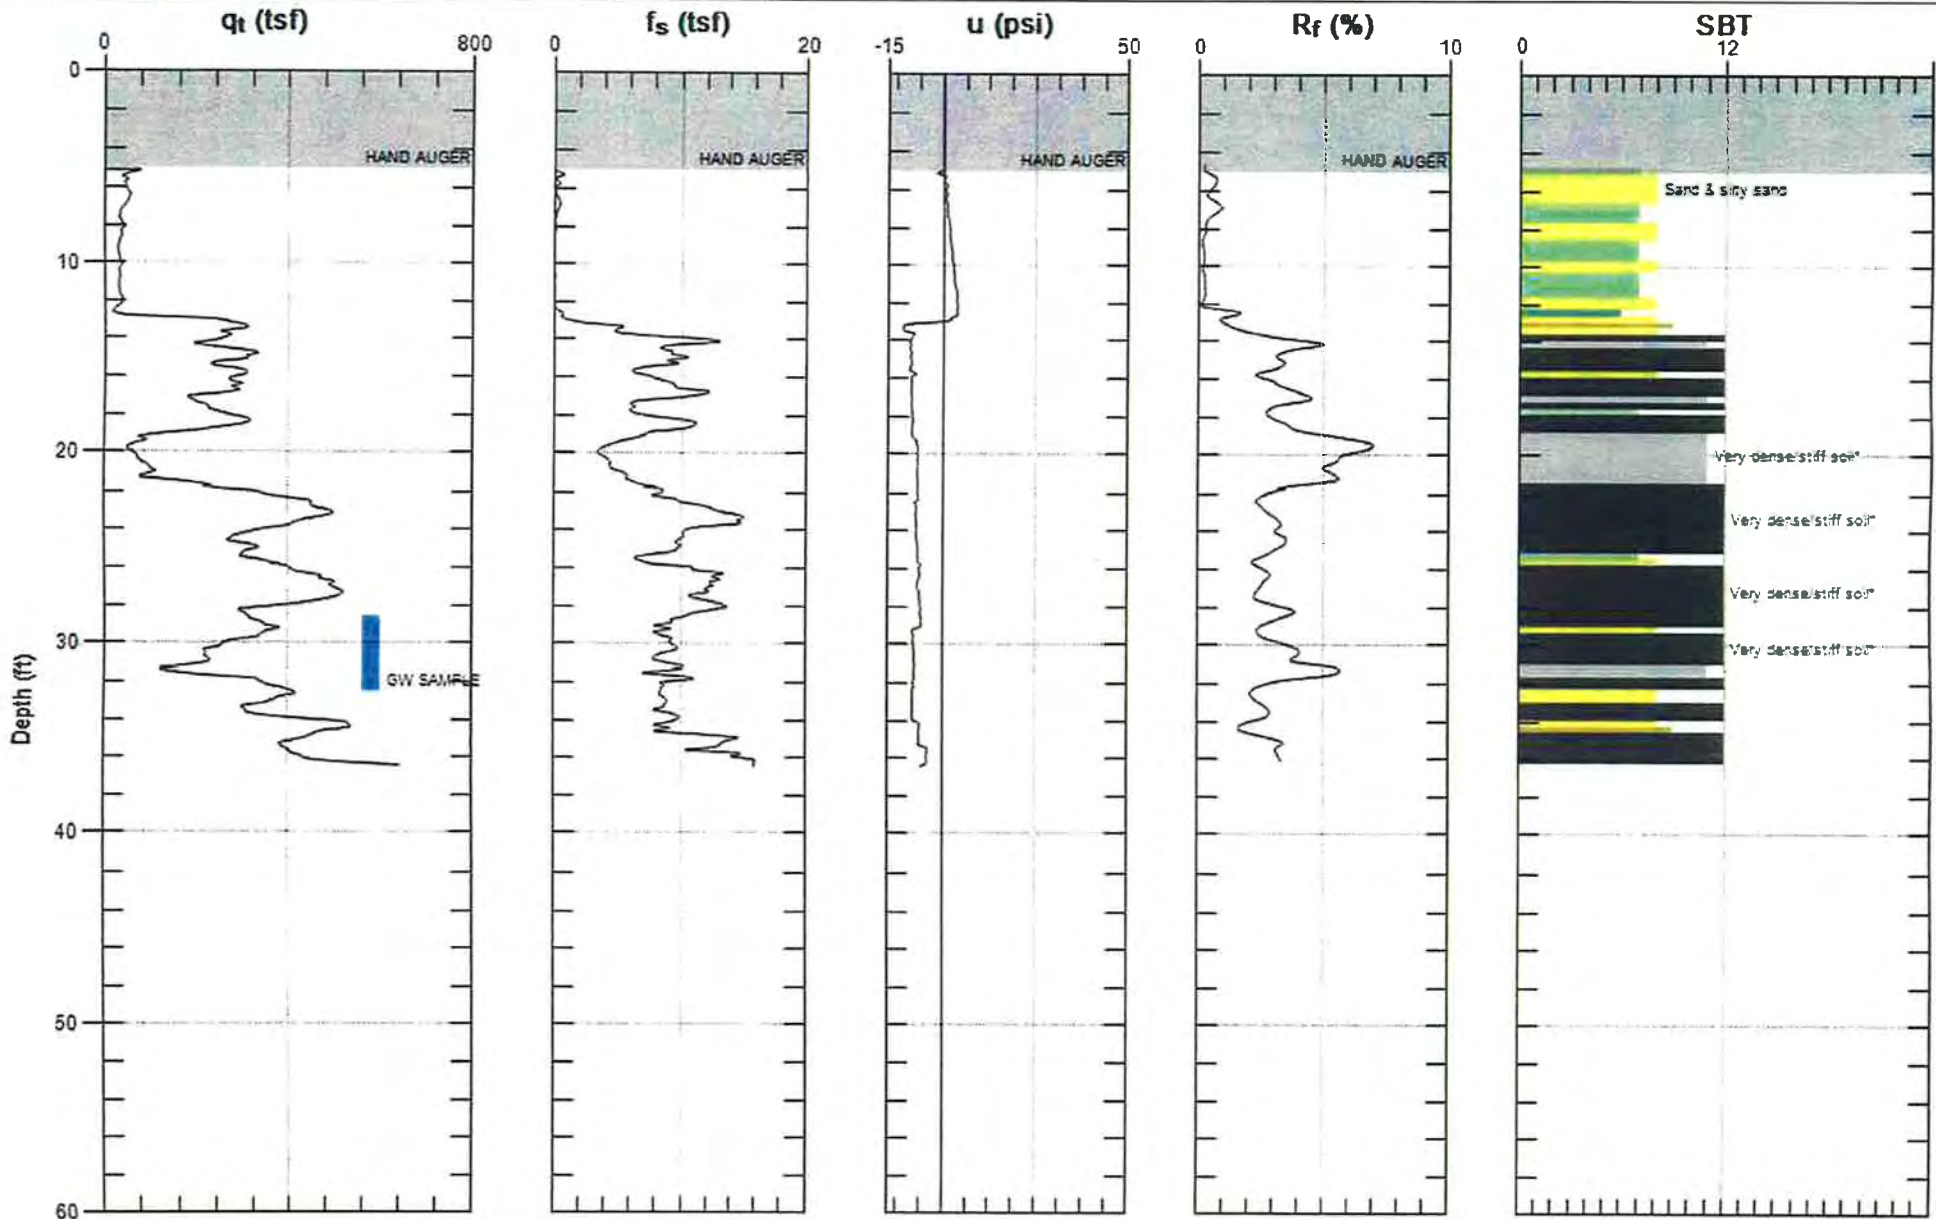 qt (tsf)
fs (tsf)
u (psi)
Rf (%)
SBT
0 800
0 20
-15 50
0 10
0 12
0
HAND AUGER
HAND AUGER
HAND AUGER
HAND AUGER
Sand & silty sand
10
20
Very dense/stiff soil*
Very dense/stiff soil*
Very dense/stiff soil*
30
Very dense/stiff soil*
GW SAMPLE
Depth (ft)
40
50
60